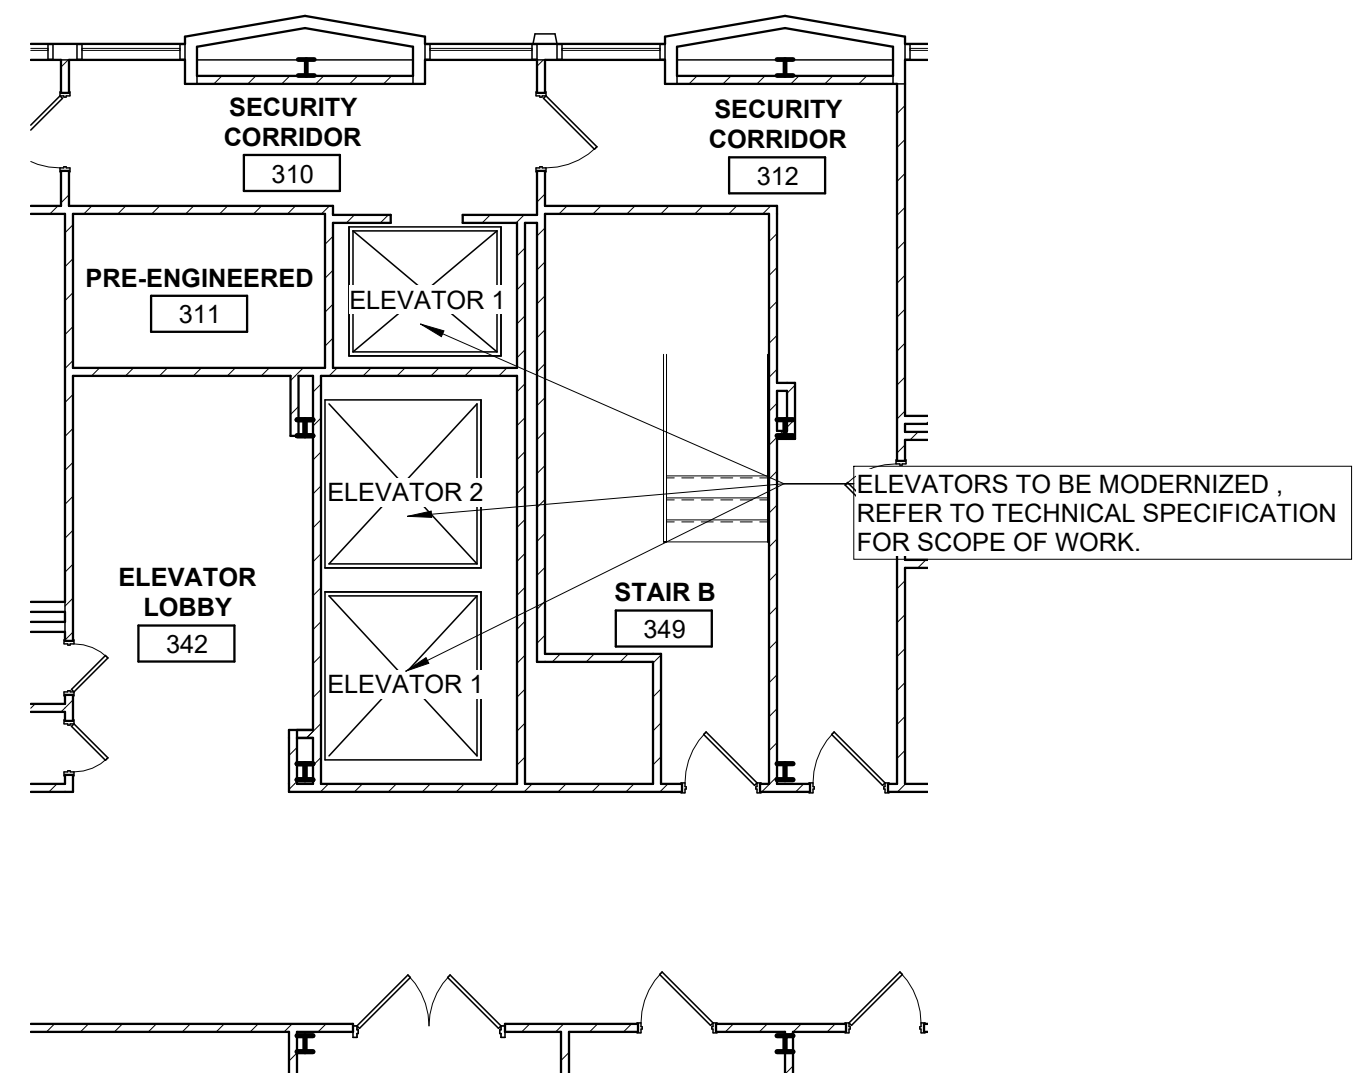 SECURITY
CORRIDOR
310
SECURITY
CORRIDOR
312
PRE-ENGINEERED
311
ELEVATOR 1
ELEVATOR 2
ELEVATORS TO BE MODERNIZED ,
REFER TO TECHNICAL SPECIFICATION
FOR SCOPE OF WORK.
ELEVATOR
LOBBY
342
STAIR B
349
ELEVATOR 1